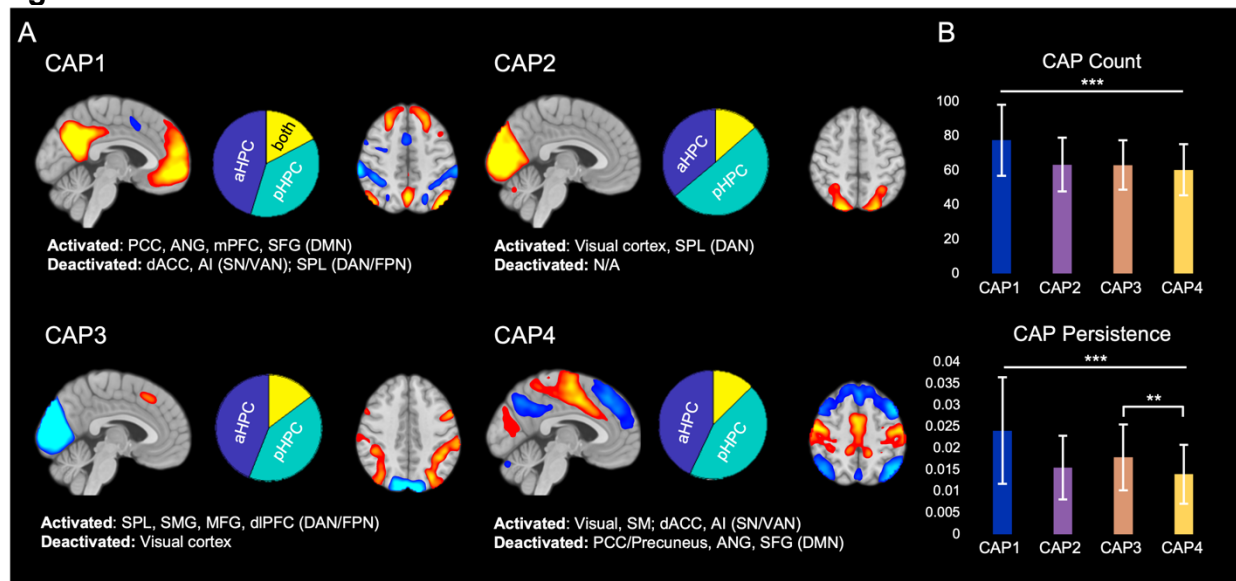 A
CAP1
aHPC
both
pHPC
Activated: PCC, ANG, mPFC, SFG (DMN)
Deactivated: dACC, AI (SN/VAN); SPL (DAN/FPN)
CAP2
aHPC
pHPC
Activated: Visual cortex, SPL (DAN)
Deactivated: N/A
CAP3
aHPC
pHPC
Activated: SPL, SMG, MFG, dlPFC (DAN/FPN)
Deactivated: Visual cortex
CAP4
aHPC
pHPC
Activated: Visual, SM; dACC, AI (SN/VAN)
Deactivated: PCC/Precuneus, ANG, SFG (DMN)
B
CAP Count
***
100
80
60
40
20
0
CAP1 CAP2 CAP3 CAP4
CAP Persistence
***
**
0.04
0.035
0.03
0.025
0.02
0.015
0.01
0.005
0
CAP1 CAP2 CAP3 CAP4